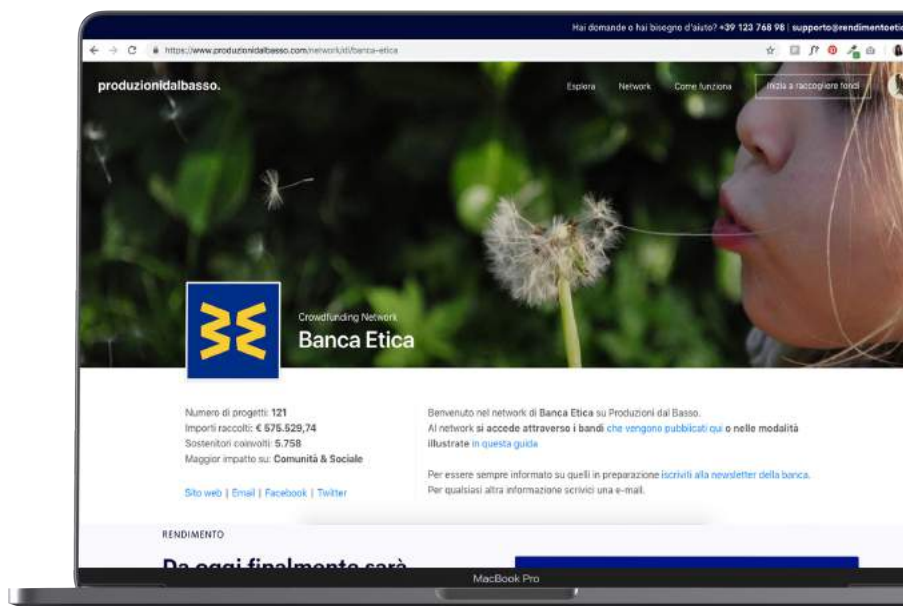 Hai domande o hai bisogno d'aiuto? +39 123 768 98 | supporto@rendimentoetic
https://www.produzionidalbasso.com/network/di/banca-etica
produzionidalbasso.
Esplora Network Come funziona Inizia a raccogliere fondi
Crowdfunding Network
Banca Etica
Numero di progetti: 121
Importi raccolti: € 575.529,74
Sostenitori coinvolti: 5.758
Maggior impatto su: Comunità & Sociale
Sito web | Email | Facebook | Twitter
Benvenuto nel network di Banca Etica su Produzioni dal Basso.
Al network si accede attraverso i bandi che vengono pubblicati qui o nelle modalità
illustrate in questa guida
Per essere sempre informato su quelli in preparazione iscriviti alla newsletter della banca.
Per qualsiasi altra informazione scrivici una e-mail.
RENDIMENTO
Da oggi finalmente sarà
MacBook Pro